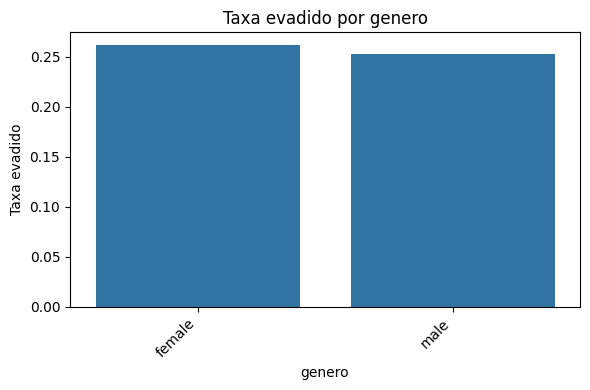 Taxa evadido por genero
Taxa evadido
0.25
0.20
0.15
0.10
0.05
0.00
female
male
genero